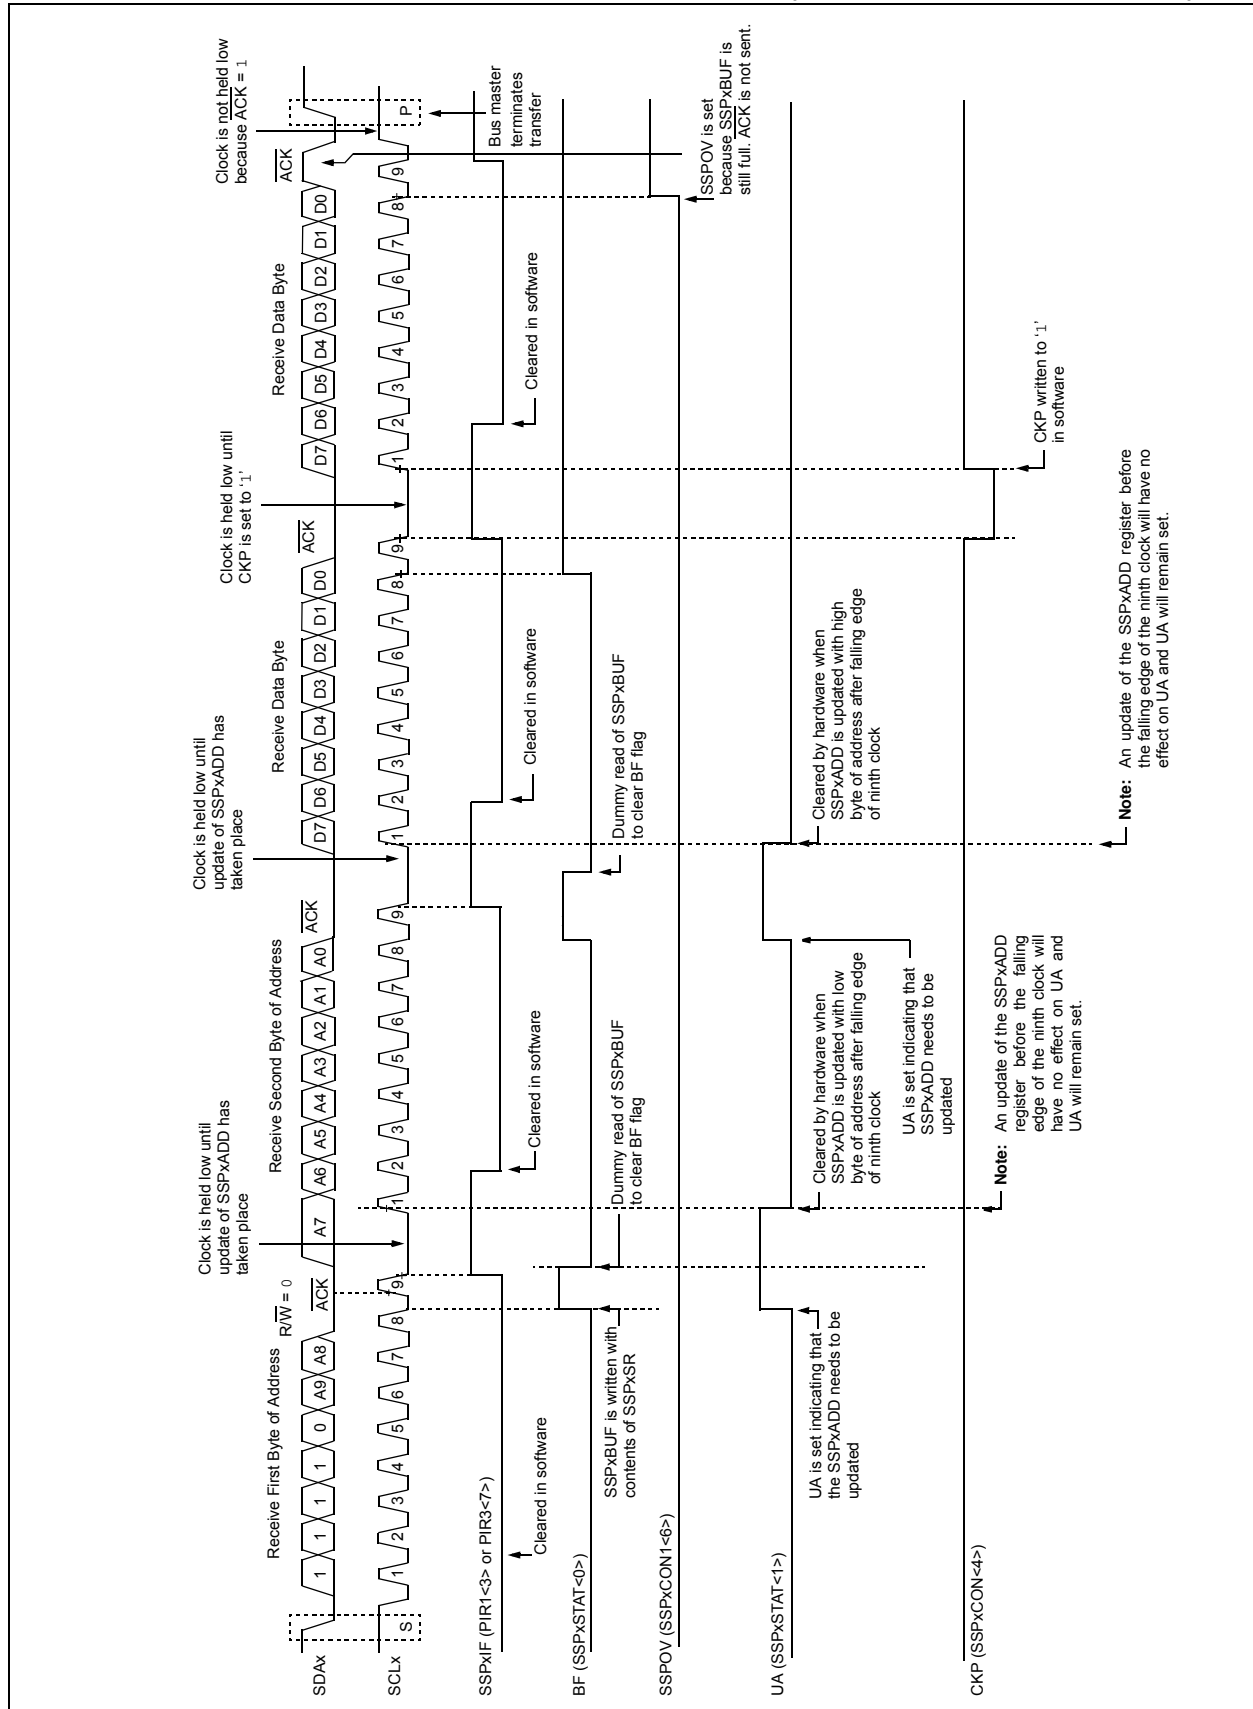 Receive First Byte of Address
R/W = 0
ACK
Clock is held low until
update of SSPxADD has
taken place
Receive Second Byte of Address
ACK
Clock is held low until
update of SSPxADD has
taken place
Receive Data Byte
ACK
Clock is held low until
CKP is set to ‘1’
Receive Data Byte
ACK
Clock is not held low
because ACK = 1
SDAx
1 1 1 1 0 A9 A8
A7 A6 A5 A4 A3 A2 A1 A0
D7 D6 D5 D4 D3 D2 D1 D0
D7 D6 D5 D4 D3 D2 D1 D0
SCLx
S
1 2 3 4 5 6 7 8 9
1 2 3 4 5 6 7 8 9
1 2 3 4 5 6 7 8 9
1 2 3 4 5 6 7 8 9
P
Bus master
terminates
transfer
SSPxIF (PIR1<3> or PIR3<7>)
Cleared in software
Cleared in software
Cleared in software
Cleared in software
BF (SSPxSTAT<0>)
SSPxBUF is written with
contents of SSPxSR
Dummy read of SSPxBUF
to clear BF flag
Dummy read of SSPxBUF
to clear BF flag
SSPOV (SSPxCON1<6>)
SSPOV is set
because SSPxBUF is
still full. ACK is not sent.
UA (SSPxSTAT<1>)
UA is set indicating that
the SSPxADD needs to be
updated
Cleared by hardware when
SSPxADD is updated with low
byte of address after falling edge
of ninth clock
UA is set indicating that
SSPxADD needs to be
updated
Cleared by hardware when
SSPxADD is updated with high
byte of address after falling edge
of ninth clock
CKP (SSPxCON<4>)
Note: An update of the SSPxADD
register before the falling
edge of the ninth clock will
have no effect on UA and
UA will remain set.
CKP written to ‘1’
in software
Note: An update of the SSPxADD register before
the falling edge of the ninth clock will have no
effect on UA and UA will remain set.